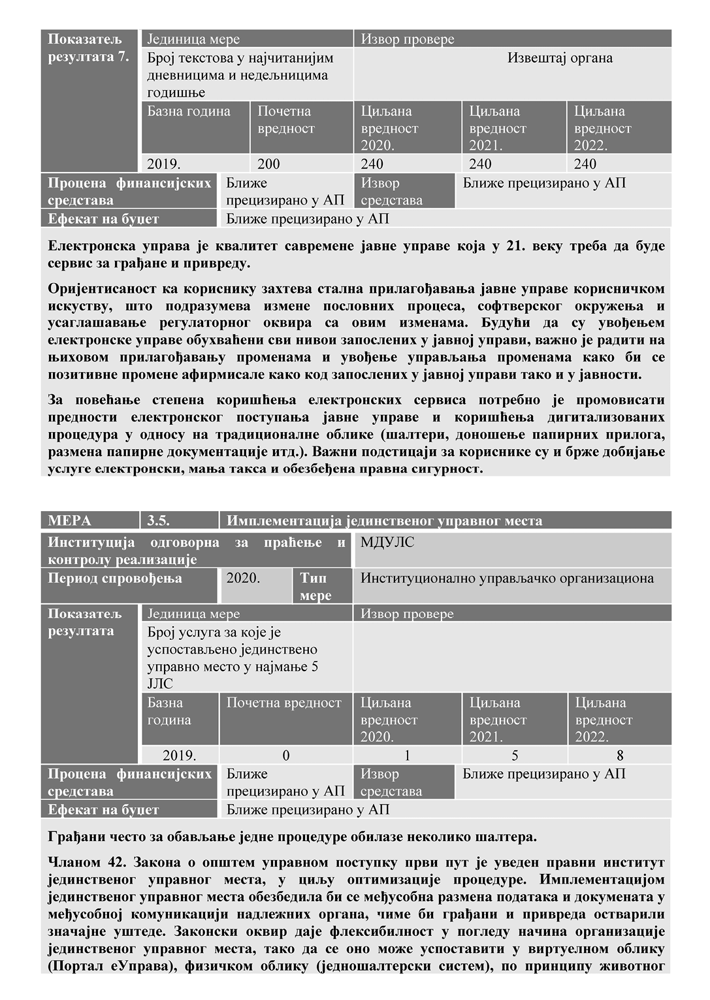 Показатељ резултата 7.
Јединица мере
Извор провере
Број текстова у најчитанијим
дневницима и недељницима
годишње
Извештај органа
Базна година
Почетна вредност
Циљана вредност 2020.
Циљана вредност 2021.
Циљана вредност 2022.
2019.
200
240
240
240
Процена финансијских средстава
Ближе прецизирано у АП
Извор средстава
Ближе прецизирано у АП
Ефекат на буџет
Ближе прецизирано у АП
Електронска управа је квалитет савремене јавне управе која у 21. веку треба да буде
сервис за грађане и привреду.
Оријентисаност ка кориснику захтева стална прилагођавања јавне управе корисничком
искуству, што подразумева измене пословних процеса, софтверског окружења и
усаглашавање регулаторног оквира са овим изменама. Будући да су увођењем
електронске управе обухваћени сви нивои запослених у јавној управи, важно је радити на
њиховом прилагођавању променама и увођење управљања променама како би се
позитивне промене афирмисале како код запослених у јавној управи тако и у јавности.
За повећање степена коришћења електронских сервиса потребно је промовисати
предности електронског поступања јавне управе и коришћења дигитализованих
процедура у односу на традиционалне облике (шалтери, доношење папирних прилога,
размена папирне документације итд.). Важни подстицаји за кориснике су и брже добијање
услуге електронски, мања такса и обезбеђена правна сигурност.
МЕРА
3.5.
Имплементација јединственог управног места
Институција одговорна за праћење и
контролу реализације
МДУЛС
Период спровођења
2020.
Тип мере
Институционално управљачко организациона
Показатељ резултата
Јединица мере
Извор провере
Број услуга за које је
успостављено јединствено
управно место у најмање 5
ЈЛС
Базна година
Почетна вредност
Циљана вредност 2020.
Циљана вредност 2021.
Циљана вредност 2022.
2019.
0
1
5
8
Процена финансијских средстава
Ближе прецизирано у АП
Извор средстава
Ближе прецизирано у АП
Ефекат на буџет
Ближе прецизирано у АП
Грађани често за обављање једне процедуре обилазе неколико шалтера.
Чланом 42. Закона о општем управном поступку први пут је уведен правни институт
јединственог управног места, у циљу оптимизације процедуре. Имплементацијом
јединственог управног места обезбедила би се међусобна размена података и докумената у
међусобној комуникацији надлежних органа, чиме би грађани и привреда остварили
значајне уштеде. Законски оквир даје флексибилност у погледу начина организације
јединственог управног места, тако да се оно може успоставити у виртуелном облику
(Портал еУправа), физичком облику (једношалтерски систем), по принципу животног